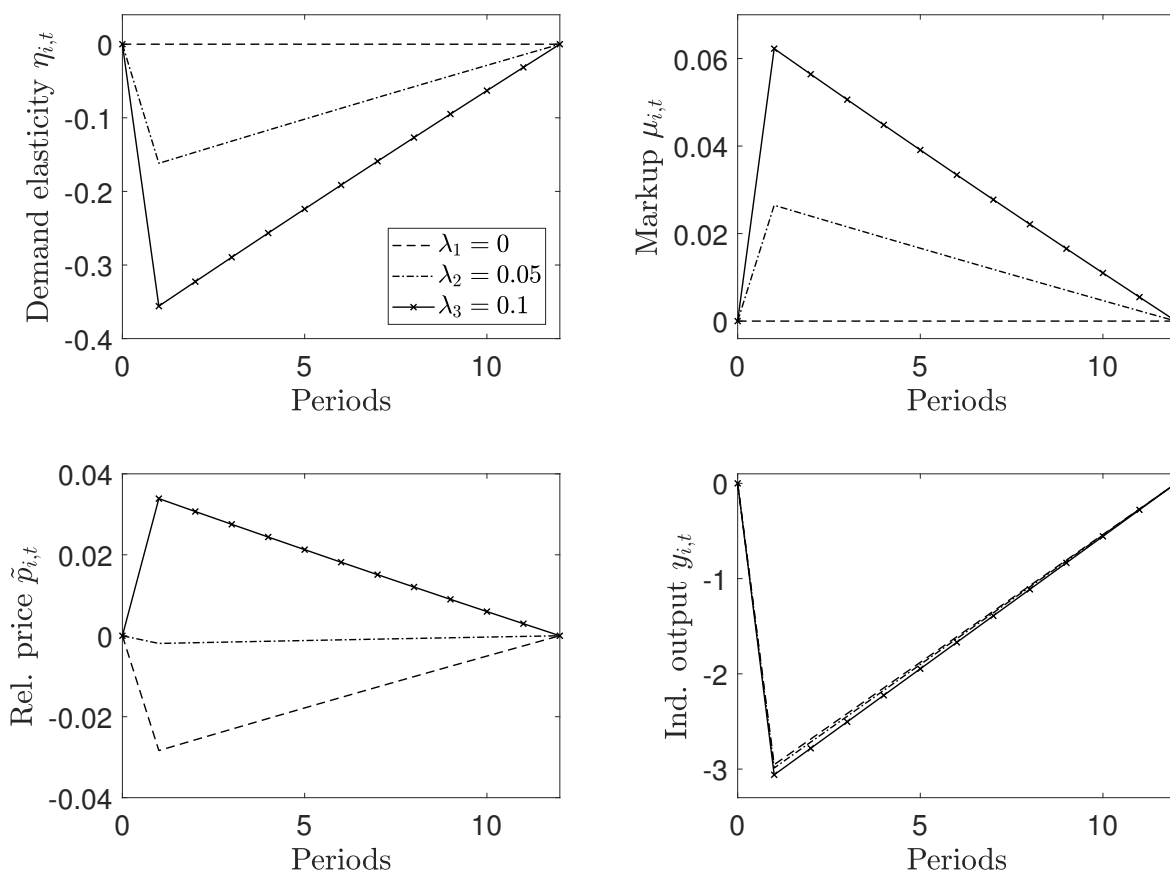 Demand elasticity η_{i,t}
0
-0.1
-0.2
-0.3
-0.4
0 5 10
Periods
λ₁ = 0
λ₂ = 0.05
λ₃ = 0.1
Markup μ_{i,t}
0.06
0.04
0.02
0
0 5 10
Periods
Rel. price p̃_{i,t}
0.04
0.02
0
-0.02
-0.04
0 5 10
Periods
Ind. output y_{i,t}
0
-1
-2
-3
0 5 10
Periods